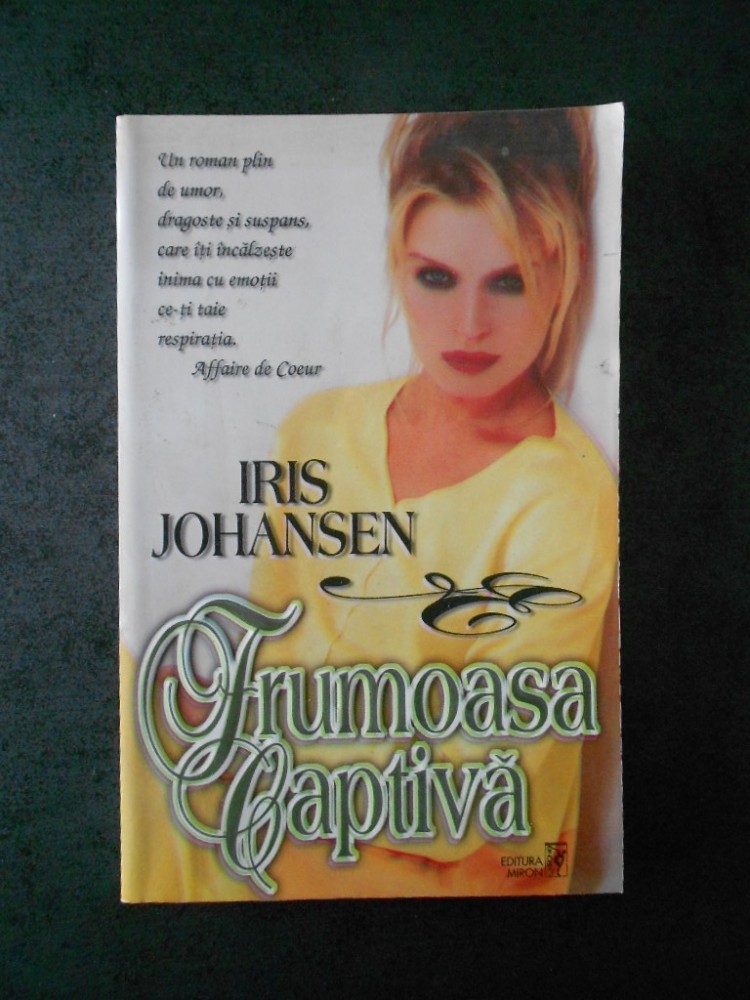 Un roman plin
de umor,
dragoste și suspans,
care îți încălzește
inima cu emoții
ce-ți taie
respirația.
Affaire de Coeur
IRIS
JOHANSEN
Frumoasa
Captivă
EDITURA
MIRON